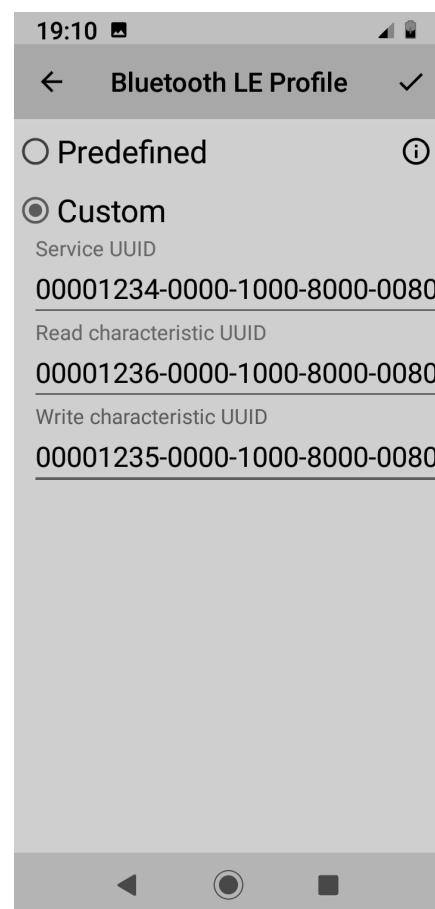 19:10
Bluetooth LE Profile
Predefined
Custom
Service UUID
00001234-0000-1000-8000-0080
Read characteristic UUID
00001236-0000-1000-8000-0080
Write characteristic UUID
00001235-0000-1000-8000-0080